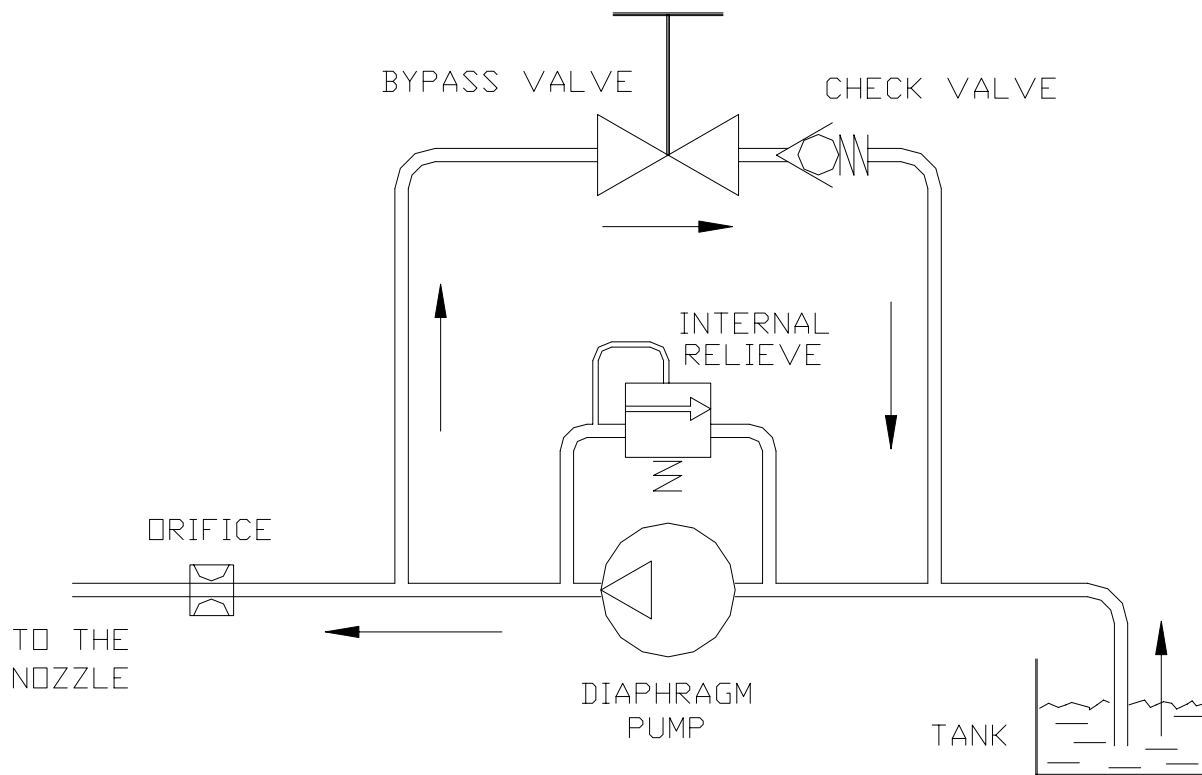 BYPASS VALVE
CHECK VALVE
INTERNAL
RELIEVE
ORIFICE
TO THE
NOZZLE
DIAPHRAGM
PUMP
TANK